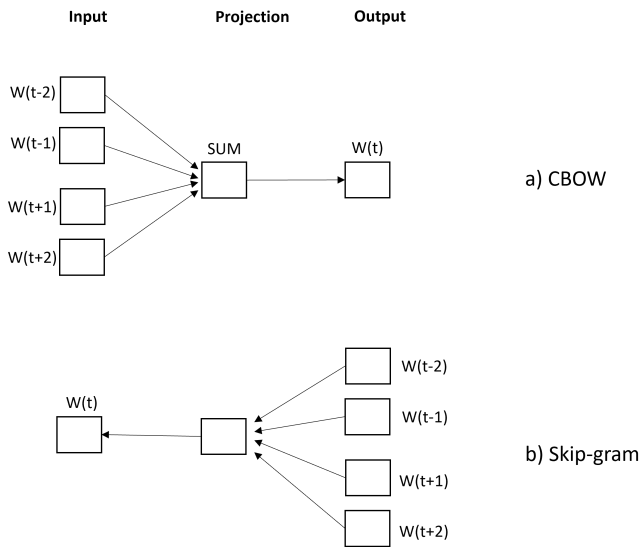 Input Projection Output
W(t-2)
W(t-1)
SUM W(t)
a) CBOW
W(t+1)
W(t+2)
W(t-2)
W(t)
W(t-1)
b) Skip-gram
W(t+1)
W(t+2)